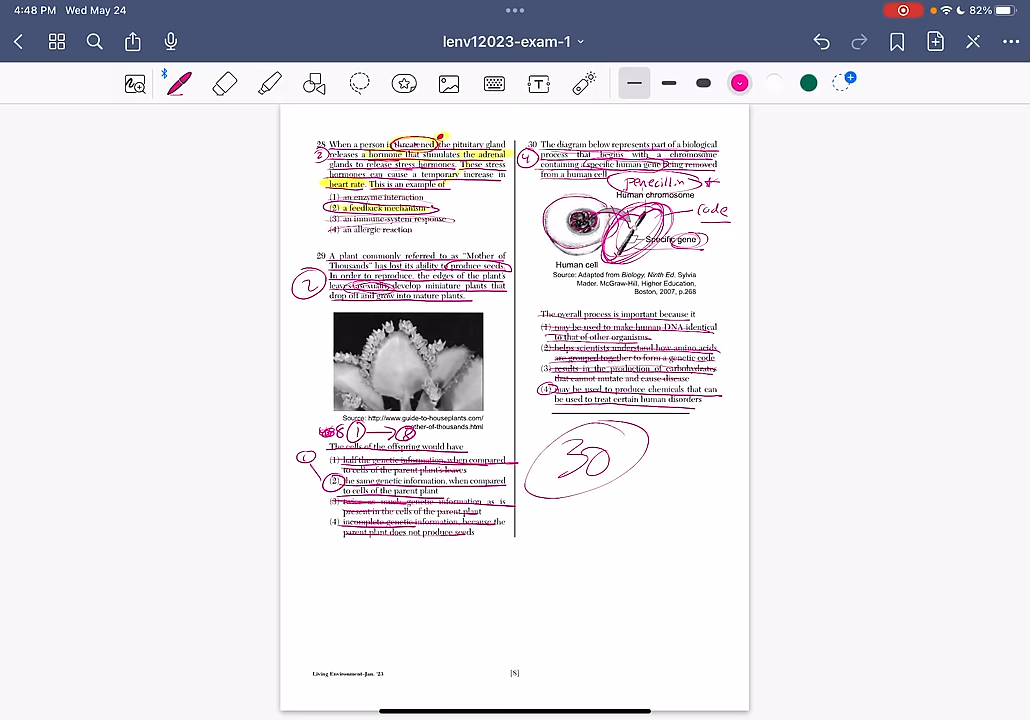 4:48 PM Wed May 24
82%
lenv12023-exam-1
28 When a person is threatened, the pituitary gland
releases a hormone that stimulates the adrenal
glands to release stress hormones. These stress
hormones can cause a temporary increase in
heart rate. This is an example of
(1) an enzyme interaction
(2) a feedback mechanism
(3) an immune-system response
(4) an allergic reaction
29 A plant commonly referred to as “Mother of
Thousands” has lost its ability to produce seeds.
In order to reproduce, the edges of the plant's
leaves asexually develop miniature plants that
drop off and grow into mature plants.
2
Source: http://www.guide-to-houseplants.com/
mother-of-thousands.html
8 1 8
The cells of the offspring would have
(1) half the genetic information, when compared
to cells of the parent plant's leaves
(2) the same genetic information, when compared
to cells of the parent plant
(3) twice as much genetic information as is
present in the cells of the parent plant
(4) incomplete genetic information, because the
parent plant does not produce seeds
30 The diagram below represents part of a biological
process that begins with a chromosome
containing a specific human gene being removed
from a human cell.
4
penecillin
Human chromosome
code
Specific gene
Human cell
Source: Adapted from Biology, Ninth Ed. Sylvia
Mader. McGraw-Hill, Higher Education,
Boston, 2007, p.268
The overall process is important because it
(1) may be used to make human DNA identical
to that of other organisms
(2) helps scientists understand how amino acids
are grouped together to form a genetic code
(3) results in the production of carbohydrates
that cannot mutate and cause disease
(4) may be used to produce chemicals that can
be used to treat certain human disorders
30
Living Environment–Jan. '23
[8]